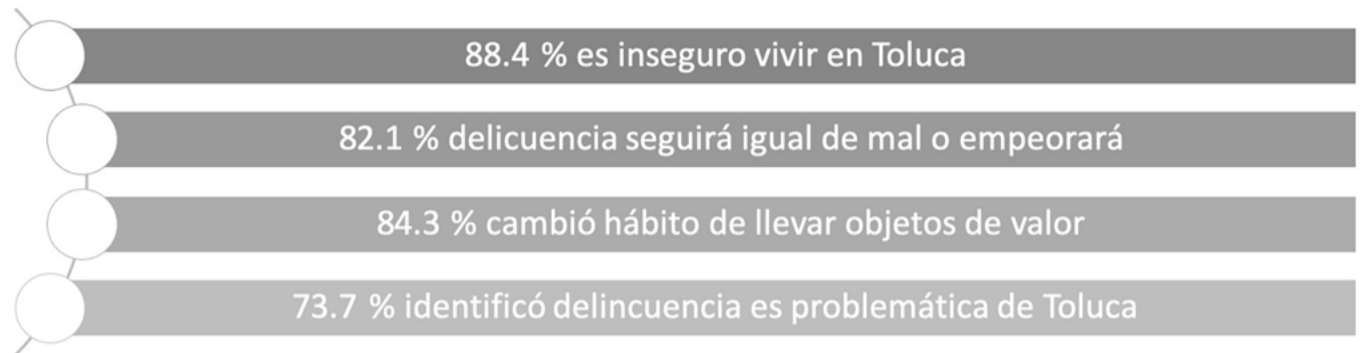 88.4 % es inseguro vivir en Toluca
82.1 % delicuencia seguirá igual de mal o empeorará
84.3 % cambió hábito de llevar objetos de valor
73.7 % identificó delincuencia es problemática de Toluca